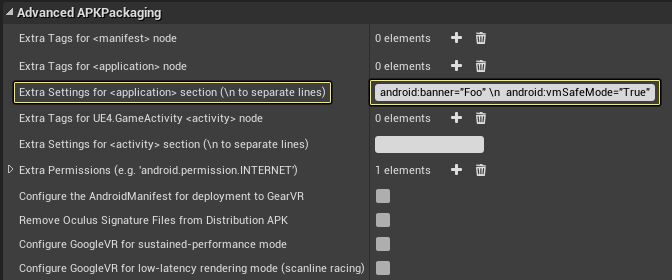 Advanced APKPackaging
Extra Tags for <manifest> node 0 elements
Extra Tags for <application> node 0 elements
Extra Settings for <application> section (\n to separate lines) android:banner="Foo" \n android:vmSafeMode="True"
Extra Tags for UE4.GameActivity <activity> node 0 elements
Extra Settings for <activity> section (\n to separate lines)
Extra Permissions (e.g. 'android.permission.INTERNET') 1 elements
Configure the AndroidManifest for deployment to GearVR
Remove Oculus Signature Files from Distribution APK
Configure GoogleVR for sustained-performance mode
Configure GoogleVR for low-latency rendering mode (scanline racing)